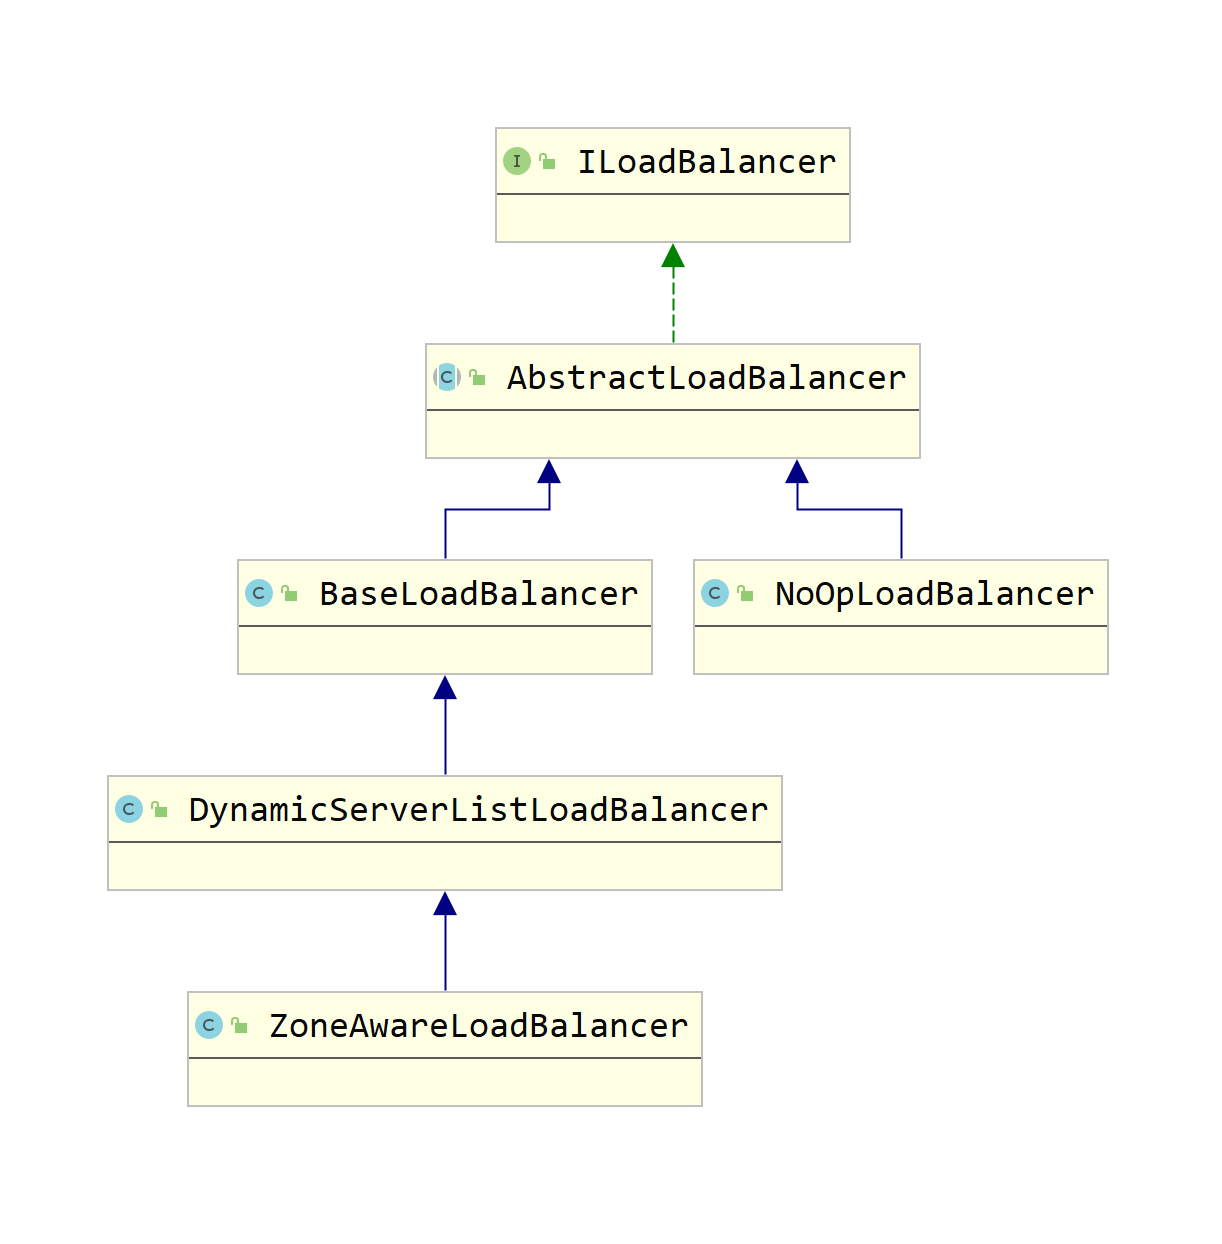 I ILoadBalancer
C AbstractLoadBalancer
C BaseLoadBalancer
C NoOpLoadBalancer
C DynamicServerListLoadBalancer
C ZoneAwareLoadBalancer